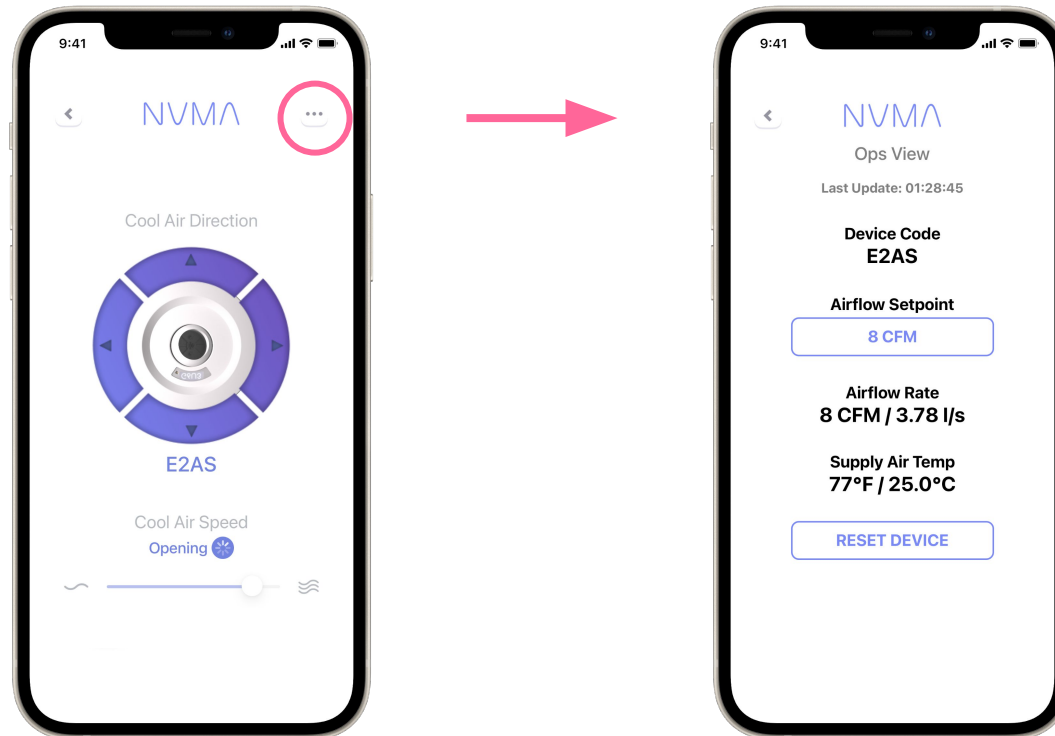 9:41
NVMA
Cool Air Direction
E2AS
Cool Air Speed
Opening
9:41
NVMA
Ops View
Last Update: 01:28:45
Device Code
E2AS
Airflow Setpoint
8 CFM
Airflow Rate
8 CFM / 3.78 l/s
Supply Air Temp
77°F / 25.0°C
RESET DEVICE